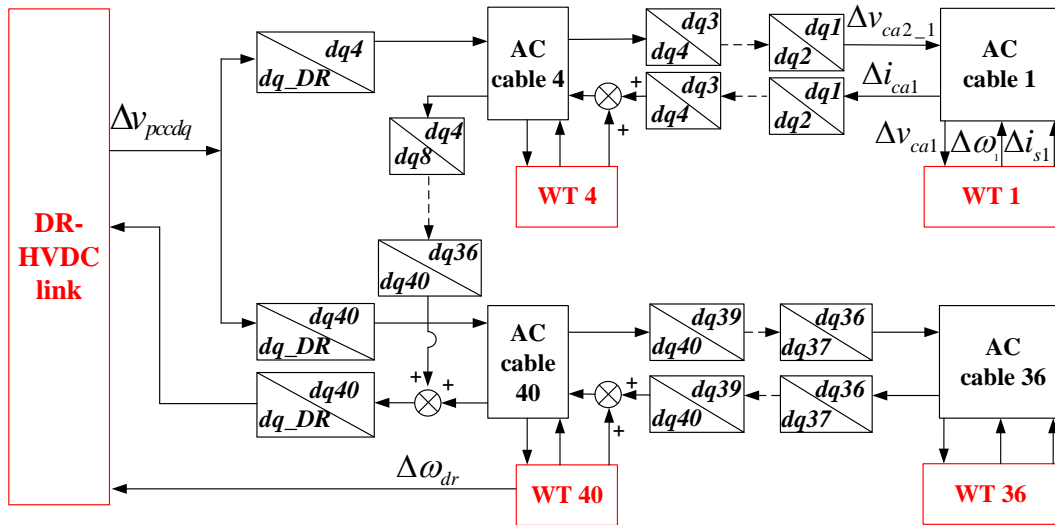 DR-
HVDC
link
Δv_pccdq
dq4
dq_DR
AC
cable 4
dq3
dq4
dq1
dq2
Δv_ca2_1
AC
cable 1
+
+
dq3
dq4
dq1
dq2
Δi_ca1
dq4
dq8
WT 4
Δv_ca1
Δω_1
Δi_s1
WT 1
dq36
dq40
dq40
dq_DR
AC
cable
40
dq39
dq40
dq36
dq37
AC
cable 36
dq40
dq_DR
+
+
+
+
dq39
dq40
dq36
dq37
Δω_dr
WT 40
WT 36